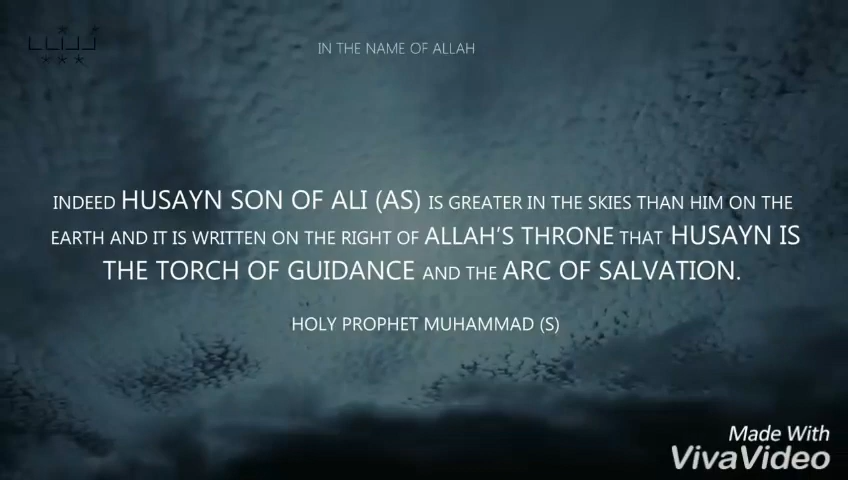 IN THE NAME OF ALLAH
INDEED HUSAYN SON OF ALI (AS) IS GREATER IN THE SKIES THAN HIM ON THE
EARTH AND IT IS WRITTEN ON THE RIGHT OF ALLAH'S THRONE THAT HUSAYN IS
THE TORCH OF GUIDANCE AND THE ARC OF SALVATION.
HOLY PROPHET MUHAMMAD (S)
Made With
VivaVideo